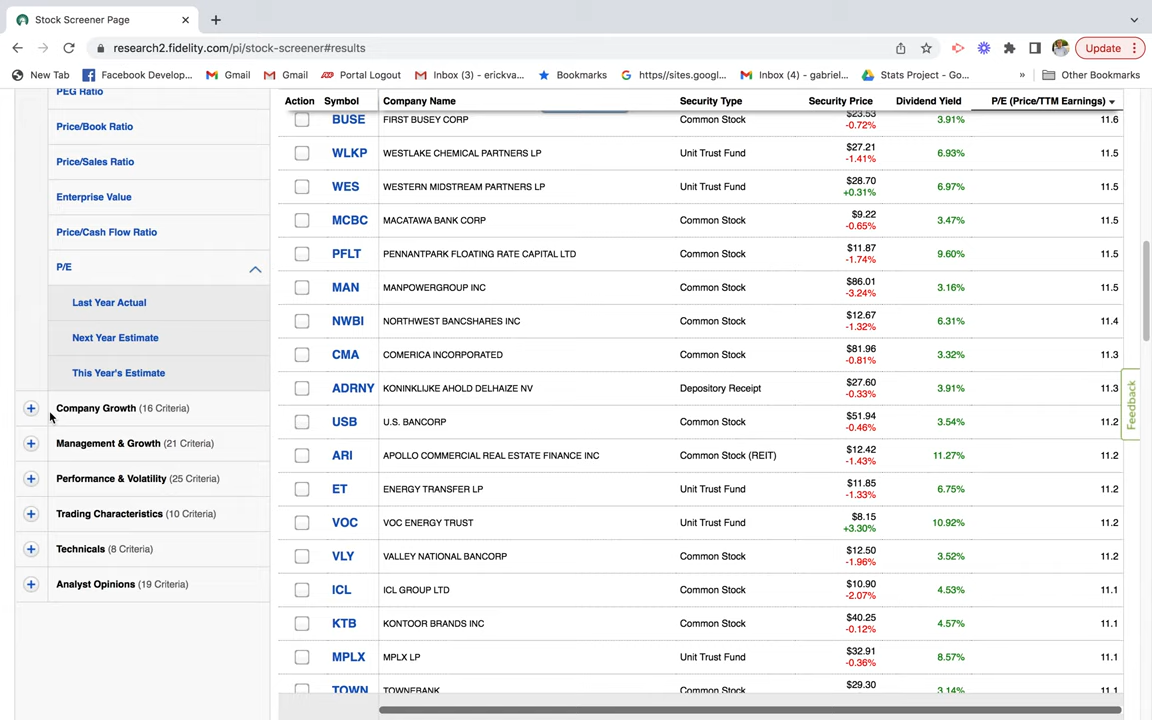 Stock Screener Page
research2.fidelity.com/pi/stock-screener#results
Update
New Tab
Facebook Develop...
Gmail
Gmail
Portal Logout
Inbox (3) - erickva...
Bookmarks
https//sites.googl...
Inbox (4) - gabriel...
Stats Project - Go...
»
Other Bookmarks
PEG Ratio
Price/Book Ratio
Price/Sales Ratio
Enterprise Value
Price/Cash Flow Ratio
P/E
Last Year Actual
Next Year Estimate
This Year's Estimate
Company Growth (16 Criteria)
Management & Growth (21 Criteria)
Performance & Volatility (25 Criteria)
Trading Characteristics (10 Criteria)
Technicals (8 Criteria)
Analyst Opinions (19 Criteria)
Action Symbol Company Name Security Type Security Price Dividend Yield P/E (Price/TTM Earnings)
BUSE FIRST BUSEY CORP Common Stock $23.53 3.91% 11.6
-0.72%
WLKP WESTLAKE CHEMICAL PARTNERS LP Unit Trust Fund $27.21 6.93% 11.5
-1.41%
WES WESTERN MIDSTREAM PARTNERS LP Unit Trust Fund $28.70 6.97% 11.5
+0.31%
MCBC MACATAWA BANK CORP Common Stock $9.22 3.47% 11.5
-0.65%
PFLT PENNANTPARK FLOATING RATE CAPITAL LTD Common Stock $11.87 9.60% 11.5
-1.74%
MAN MANPOWERGROUP INC Common Stock $86.01 3.16% 11.5
-3.24%
NWBI NORTHWEST BANCSHARES INC Common Stock $12.67 6.31% 11.4
-1.32%
CMA COMERICA INCORPORATED Common Stock $81.96 3.32% 11.3
-0.81%
ADRNY KONINKLIJKE AHOLD DELHAIZE NV Depository Receipt $27.60 3.91% 11.3
-0.33%
USB U.S. BANCORP Common Stock $51.94 3.54% 11.2
-0.46%
ARI APOLLO COMMERCIAL REAL ESTATE FINANCE INC Common Stock (REIT) $12.42 11.27% 11.2
-1.43%
ET ENERGY TRANSFER LP Unit Trust Fund $11.85 6.75% 11.2
-1.33%
VOC VOC ENERGY TRUST Unit Trust Fund $8.15 10.92% 11.2
+3.30%
VLY VALLEY NATIONAL BANCORP Common Stock $12.50 3.52% 11.2
-1.96%
ICL ICL GROUP LTD Common Stock $10.90 4.53% 11.1
-2.07%
KTB KONTOOR BRANDS INC Common Stock $40.25 4.57% 11.1
-0.12%
MPLX MPLX LP Unit Trust Fund $32.91 8.57% 11.1
-0.36%
TOWN TOWNEBANK Common Stock $29.30 3.14% 11.1
Feedback